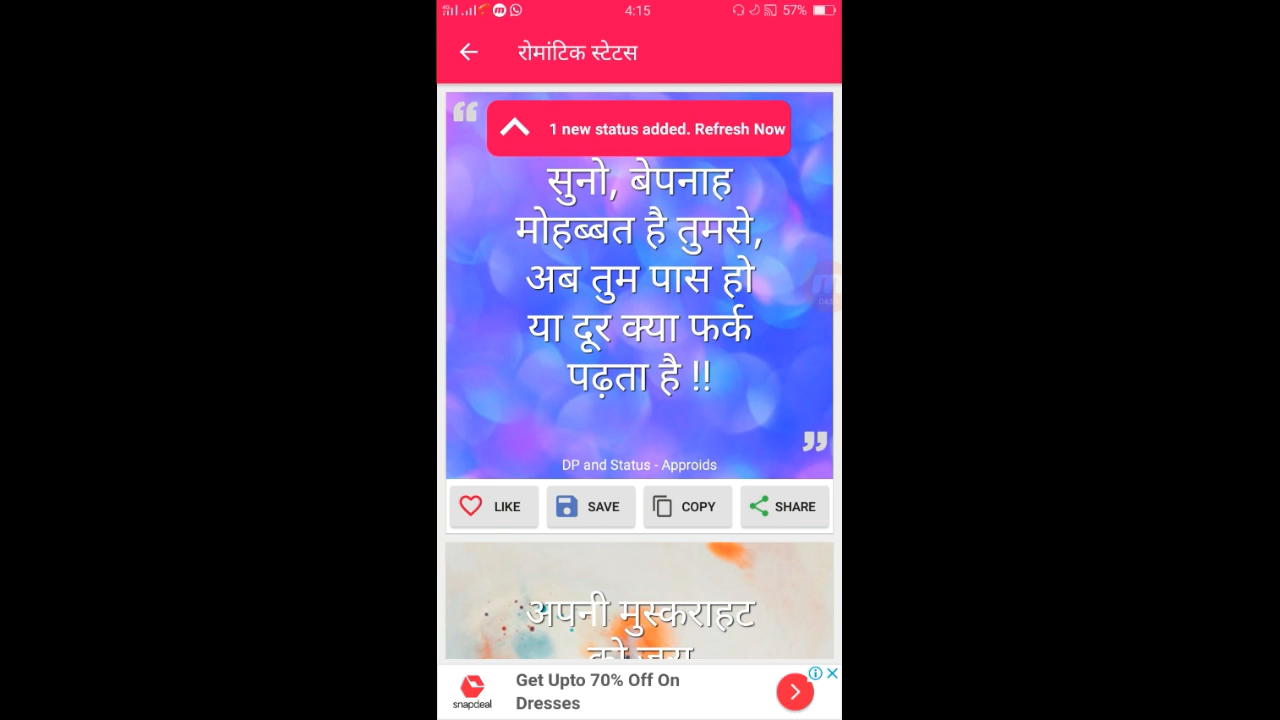 4:15
57%
रोमांटिक स्टेटस
1 new status added. Refresh Now
सुनो, बेपनाह
मोहब्बत है तुमसे,
अब तुम पास हो
या दूर क्या फर्क
पढ़ता है !!
DP and Status - Approids
LIKE SAVE COPY SHARE
अपनी मुस्कराहट
को ज़रा
Get Upto 70% Off On
Dresses
snapdeal